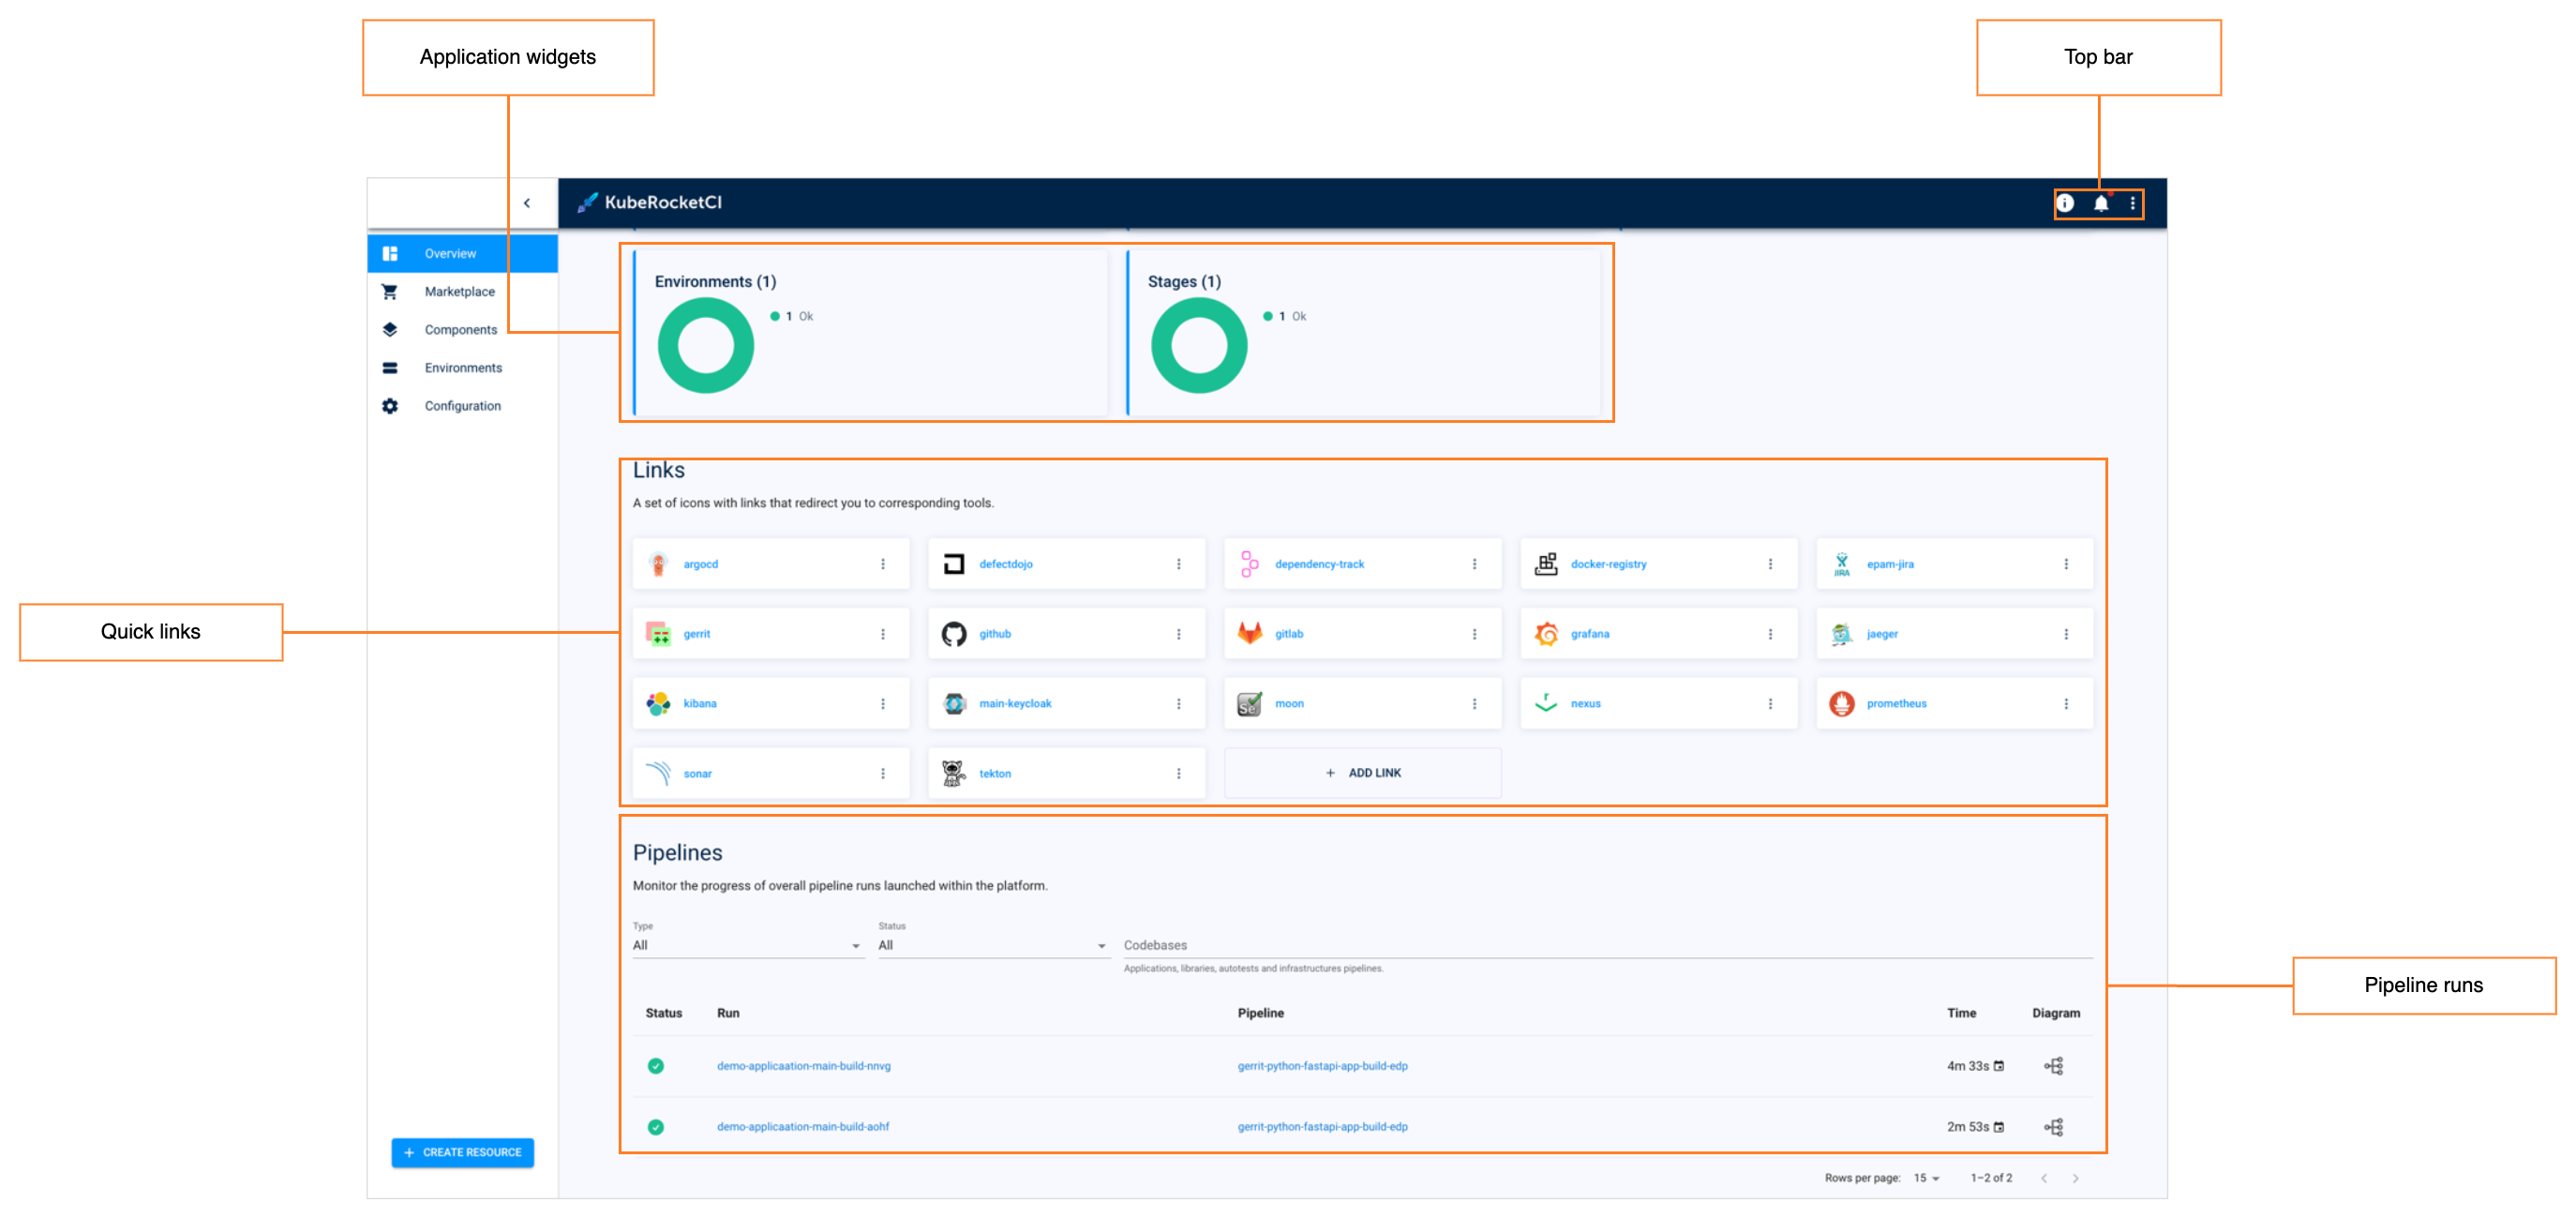 Application widgets
Top bar
KubeRocketCI
Overview
Marketplace
Components
Environments
Configuration
Environments (1)
1 Ok
Stages (1)
1 Ok
Links
A set of icons with links that redirect you to corresponding tools.
argocd
defectdojo
dependency-track
docker-registry
JIRA
epam-jira
Quick links
gerrit
github
gitlab
grafana
jaeger
kibana
main-keycloak
Se
moon
r
nexus
prometheus
sonar
tekton
+ ADD LINK
Pipelines
Monitor the progress of overall pipeline runs launched within the platform.
Type
All
Status
All
Codebases
Applications, libraries, autotests and infrastructures pipelines.
Pipeline runs
Status Run Pipeline Time Diagram
demo-applicaation-main-build-nnvg gerrit-python-fastapi-app-build-edp 4m 33s
demo-applicaation-main-build-aohf gerrit-python-fastapi-app-build-edp 2m 53s
+ CREATE RESOURCE
Rows per page: 15 1–2 of 2